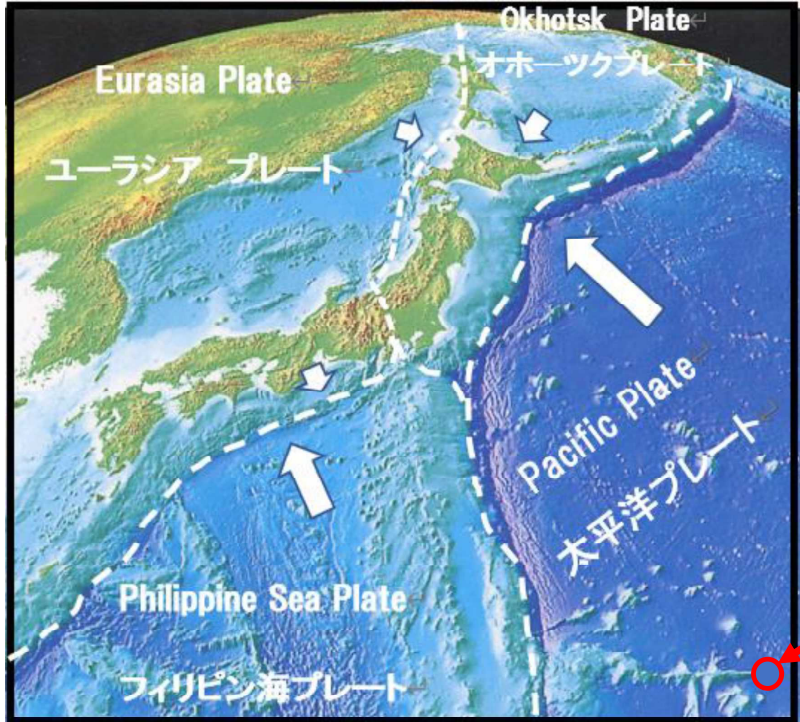 Okhotsk Plate
オホーツクプレート
Eurasia Plate
ユーラシア プレート
Pacific Plate
太平洋プレート
Philippine Sea Plate
フィリピン海プレート